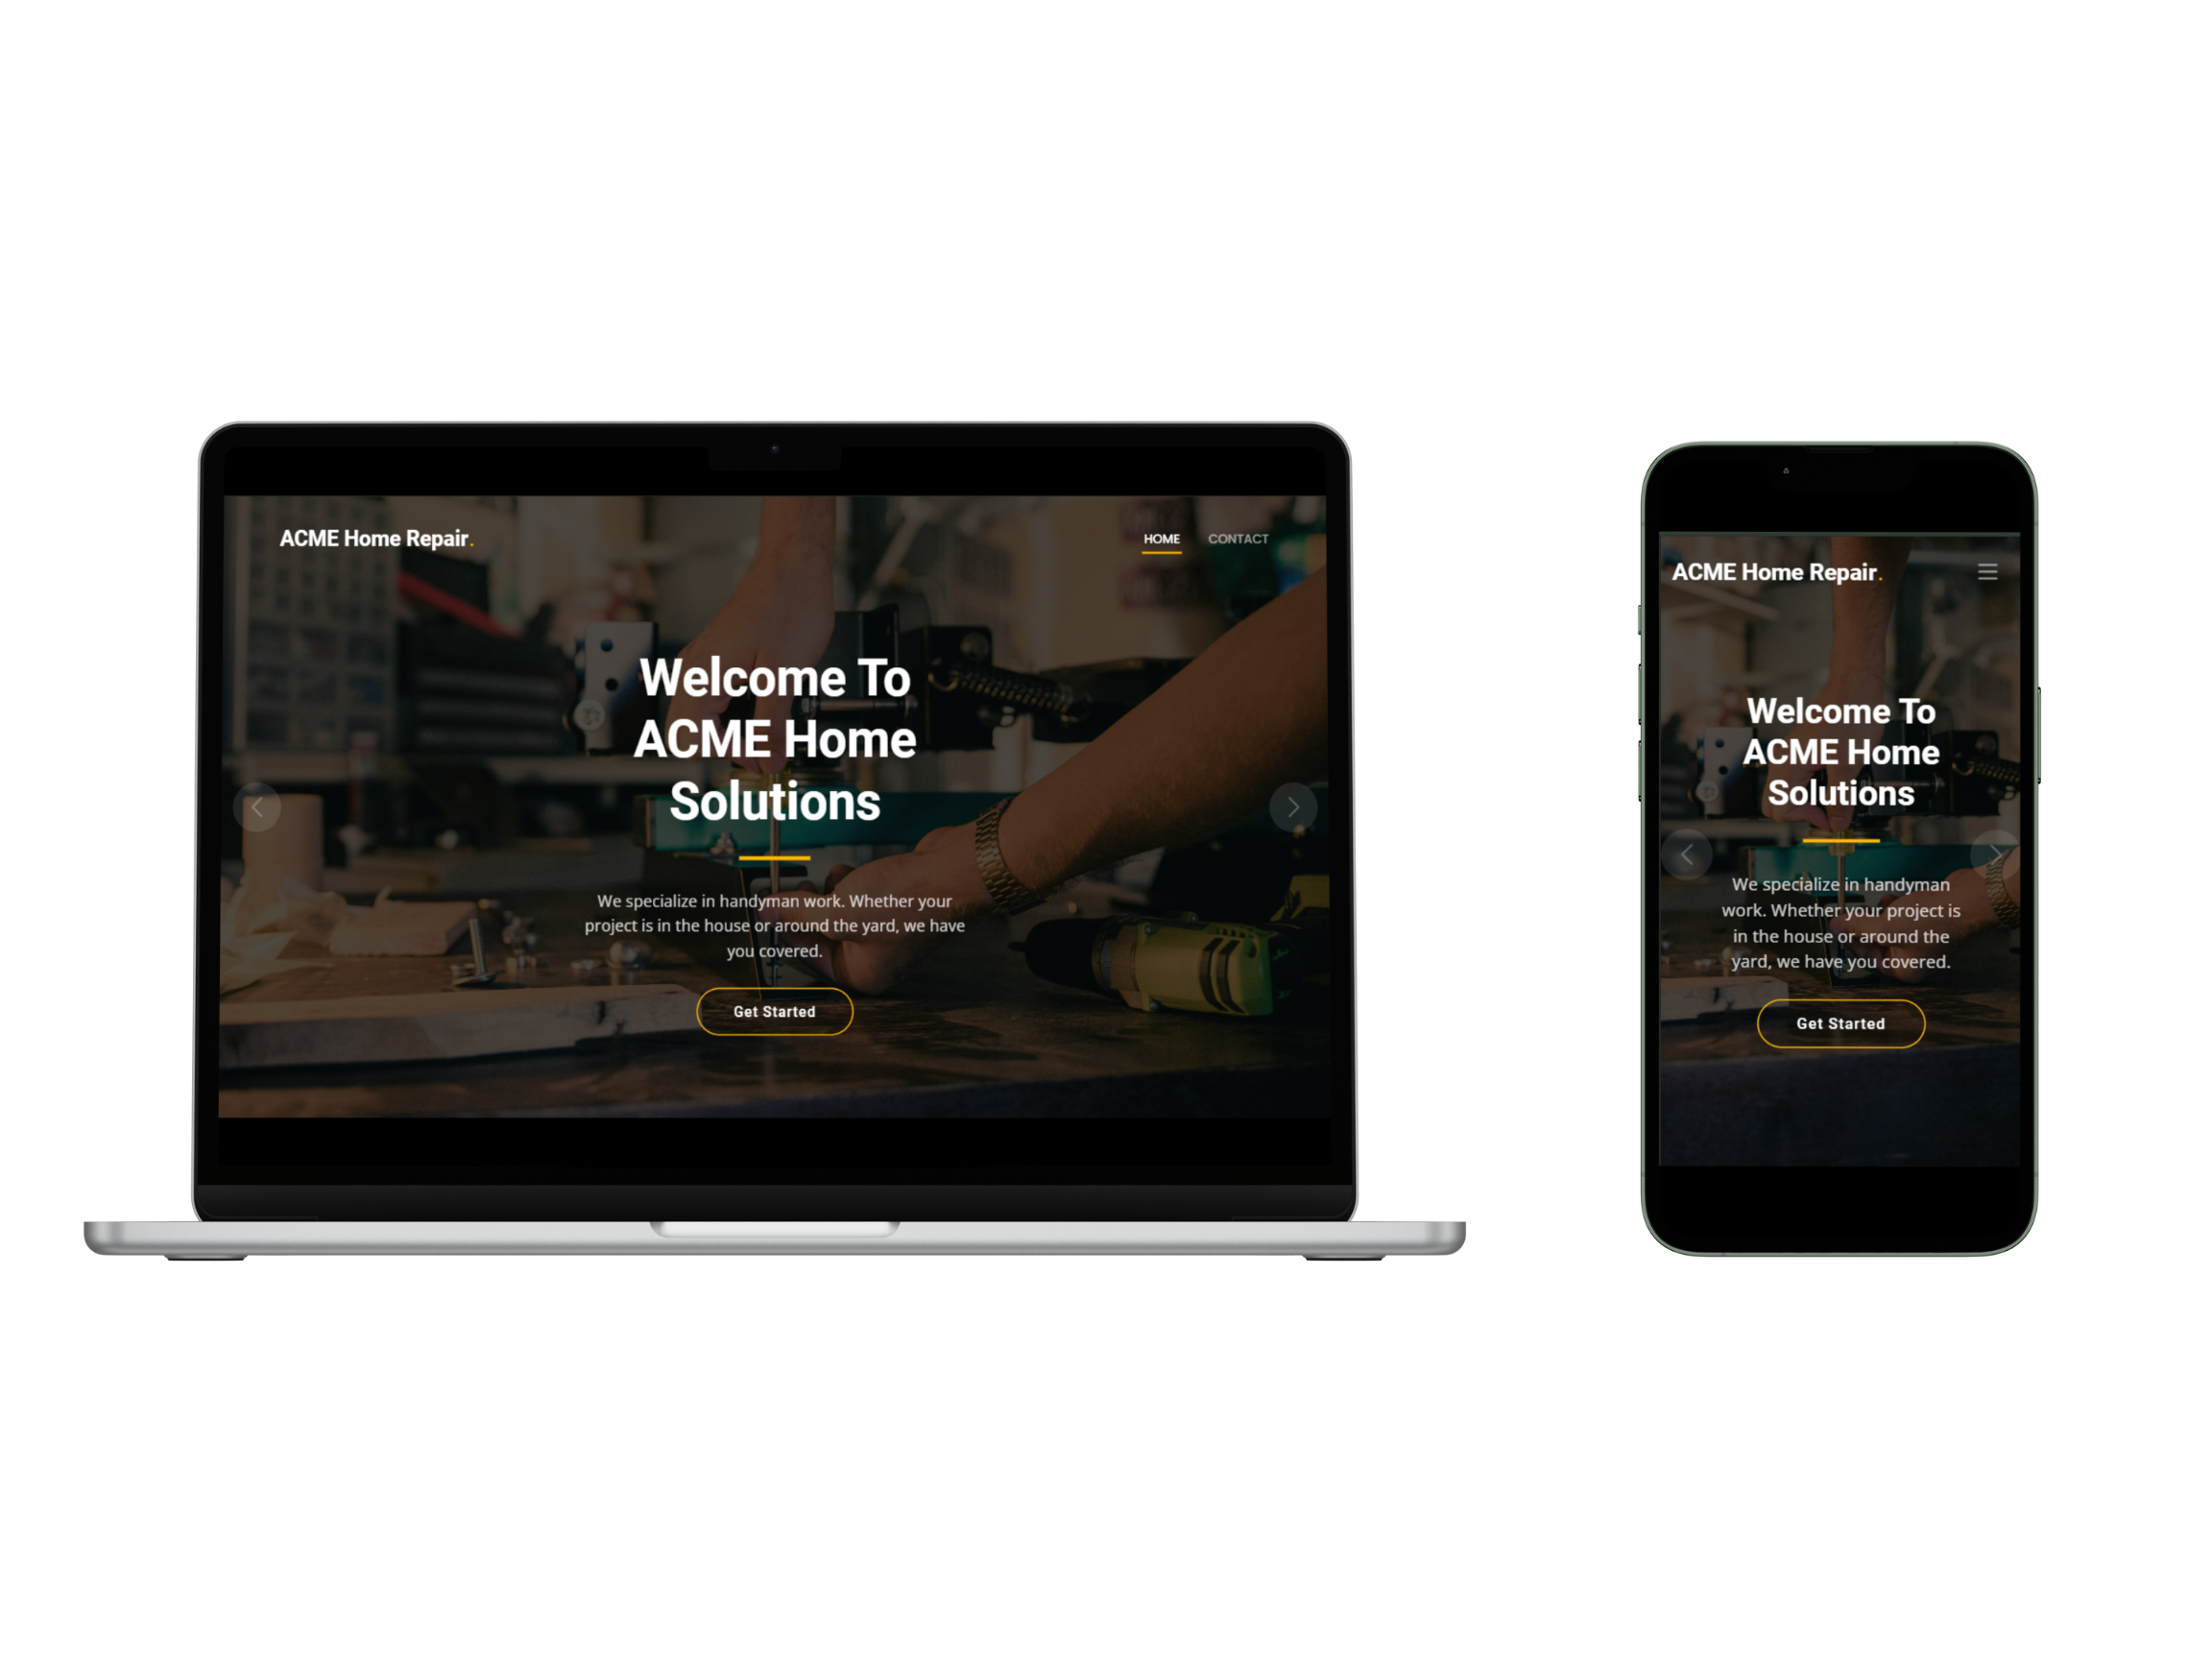 ACME Home Repair.
HOME CONTACT
Welcome To
ACME Home
Solutions
We specialize in handyman work. Whether your
project is in the house or around the yard, we have
you covered.
Get Started
ACME Home Repair.
Welcome To
ACME Home
Solutions
We specialize in handyman
work. Whether your project is
in the house or around the
yard, we have you covered.
Get Started